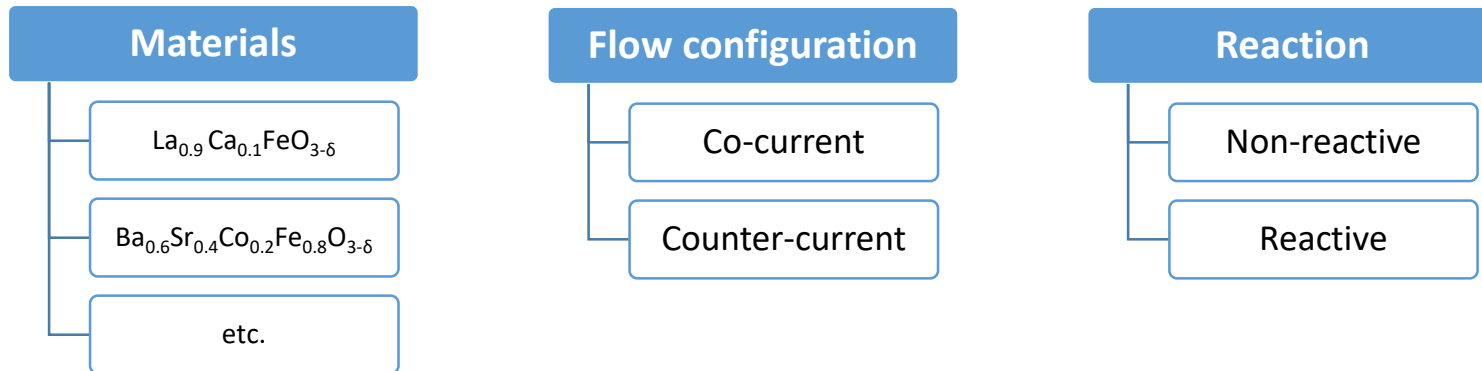 Materials
La₀.₉ Ca₀.₁FeO₃₋δ
Ba₀.₆Sr₀.₄Co₀.₂Fe₀.₈O₃₋δ
etc.
Flow configuration
Co-current
Counter-current
Reaction
Non-reactive
Reactive